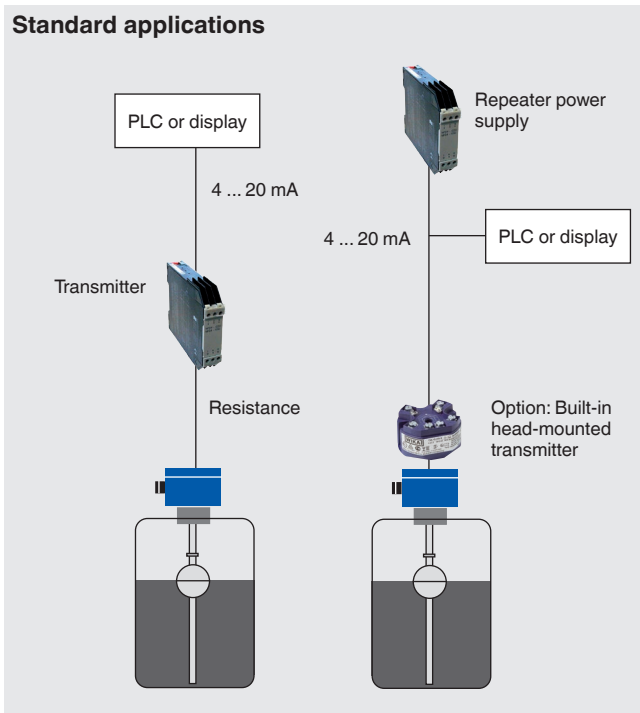 Standard applications
PLC or display
4 ... 20 mA
Transmitter
Resistance
Repeater power
supply
4 ... 20 mA
PLC or display
Option: Built-in
head-mounted
transmitter
WIKA